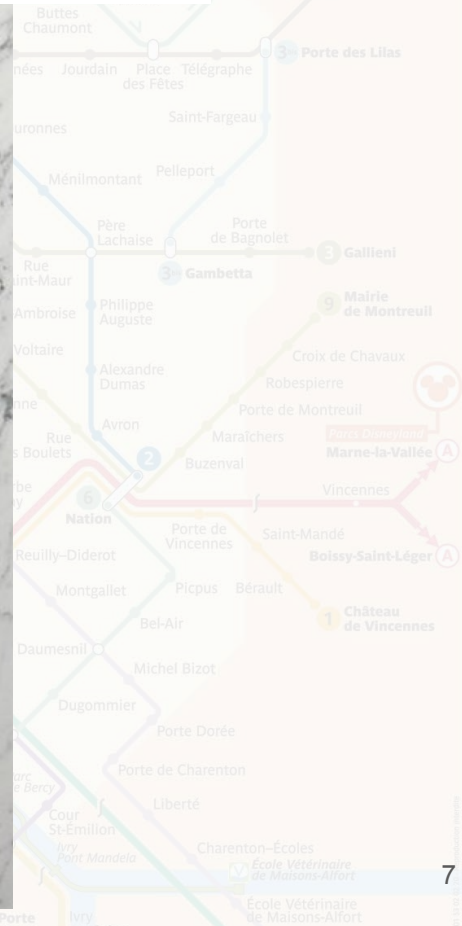 Buttes
Chaumont
Jourdain
Place
des Fêtes
Télégraphe
3bis Porte des Lilas
Saint-Fargeau
Pelleport
Ménilmontant
Père
Lachaise
Porte
de Bagnolet
3 Gallieni
Rue
3bis Gambetta
Ambroise
Philippe
Auguste
9 Mairie
de Montreuil
Voltaire
Croix de Chavaux
Alexandre
Dumas
Robespierre
Porte de Montreuil
Avron
Rue
s Boulets
Maraîchers
Parcs Disneyland
Marne-la-Vallée A
2
Buzenval
6
Nation
Vincennes
Porte de
Vincennes
Saint-Mandé
Reuilly–Diderot
Boissy-Saint-Léger A
Montgallet
Picpus
Bérault
Bel-Air
1 Château
de Vincennes
Daumesnil
Michel Bizot
Dugommier
Porte Dorée
Porte de Charenton
Liberté
Cour
St-Émilion
Ivry
Pont Mandela
Charenton–Écoles
École Vétérinaire
de Maisons-Alfort
École Vétérinaire
de Maisons-Alfort
Porte
Ivry
7